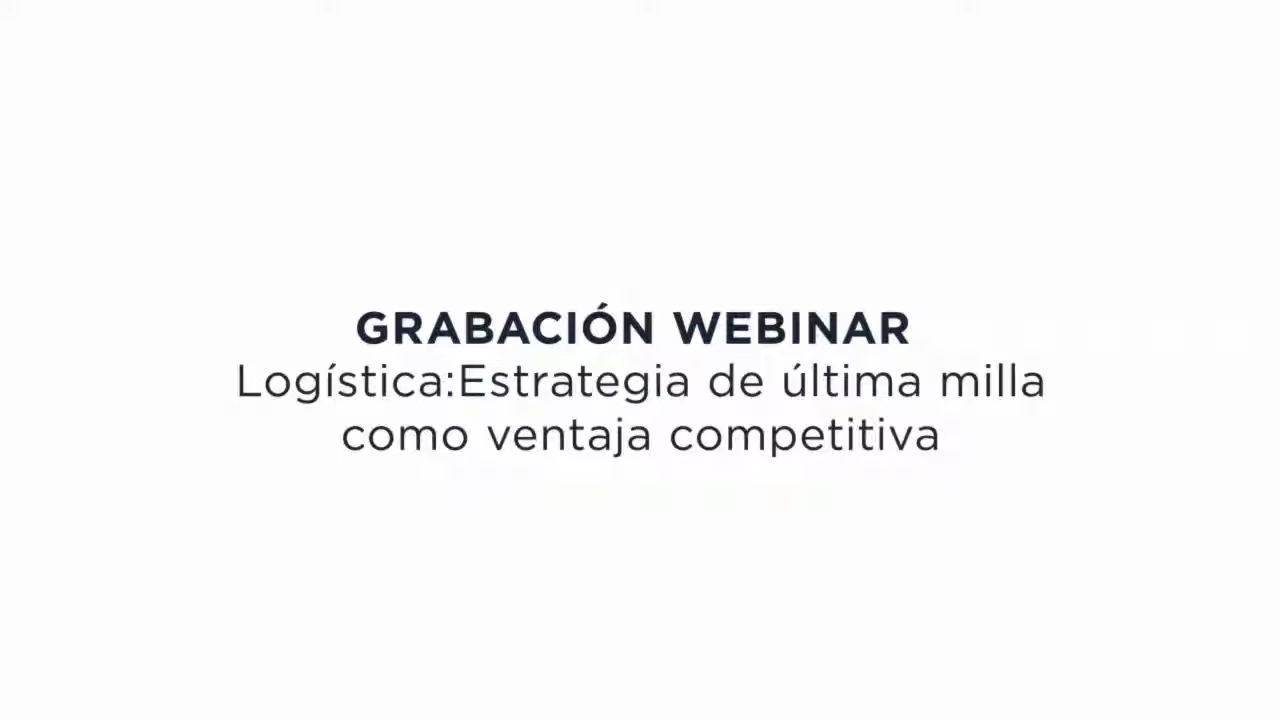 GRABACIÓN WEBINAR
Logística:Estrategia de última milla
como ventaja competitiva